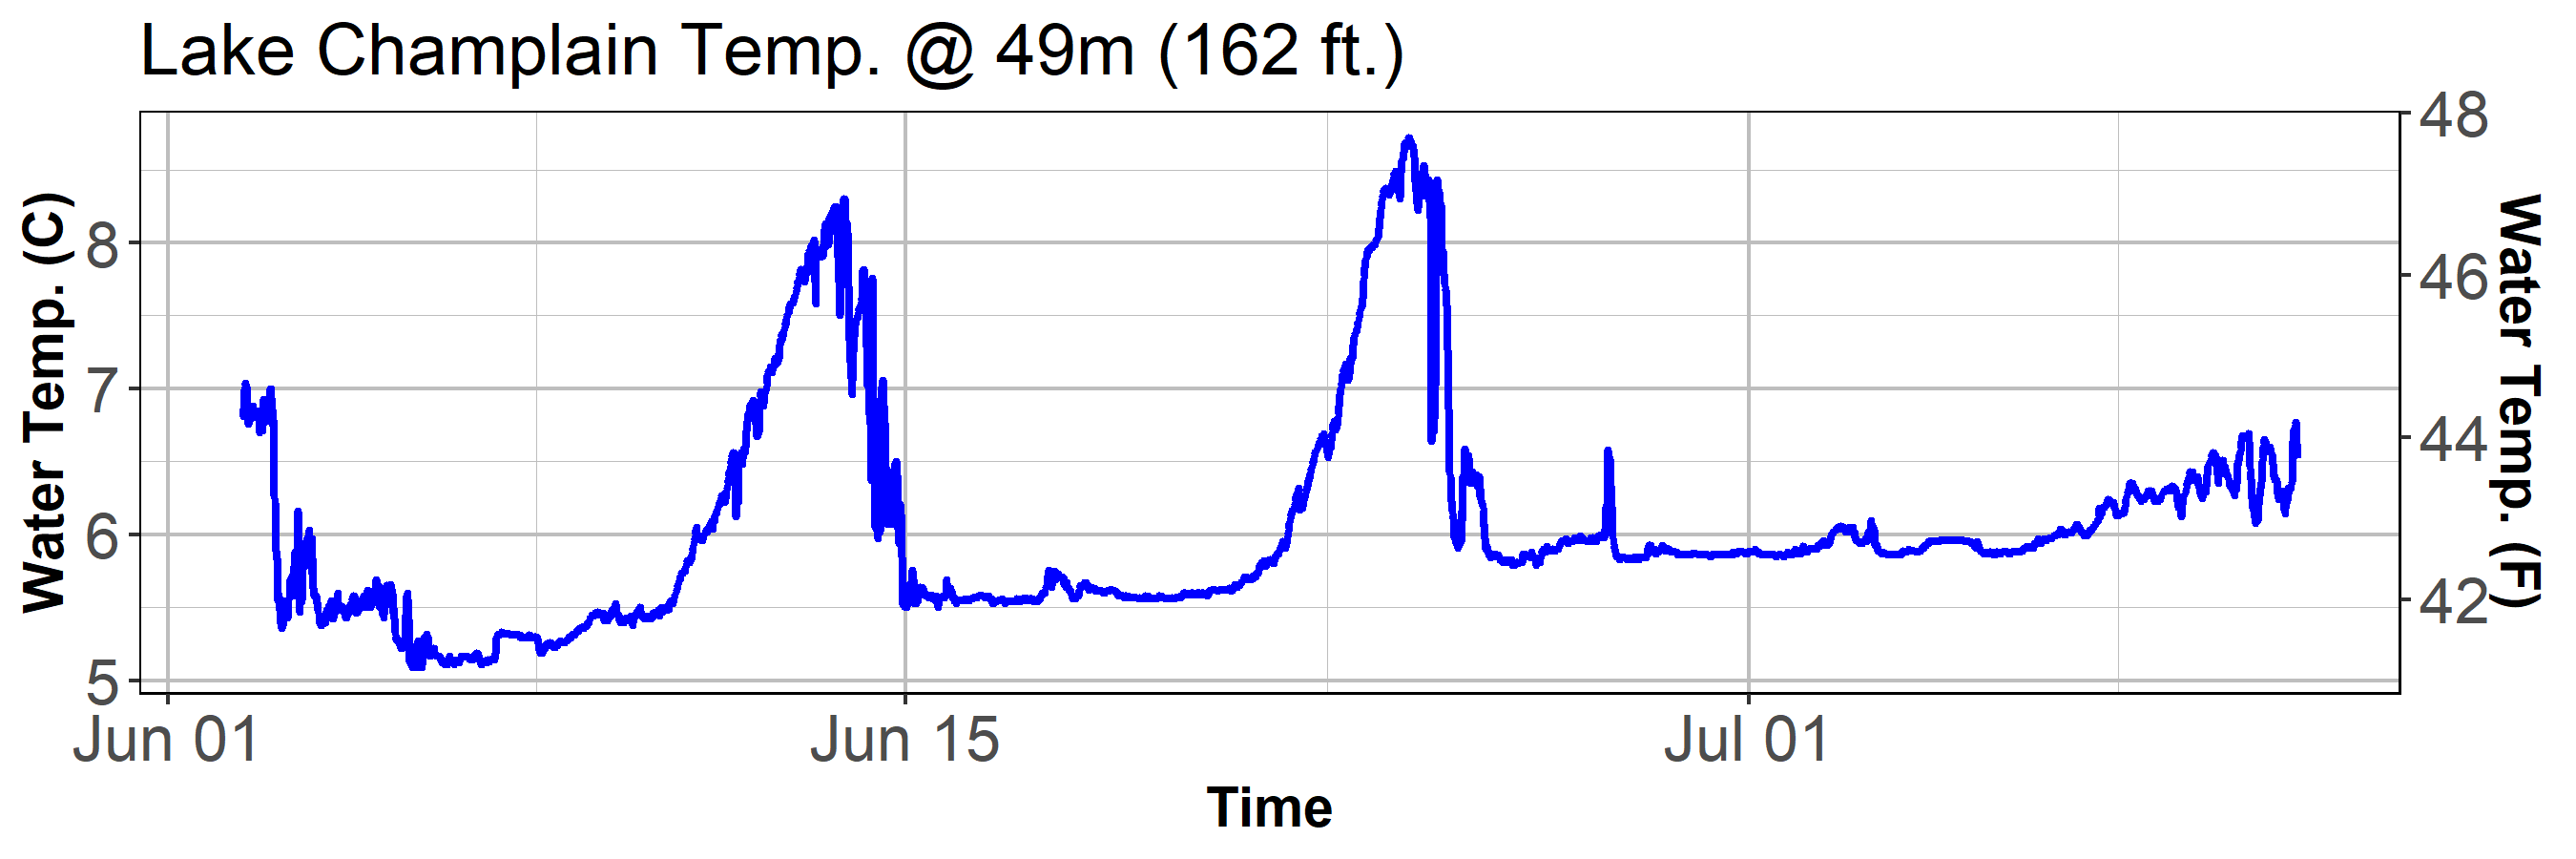 Lake Champlain Temp. @ 49m (162 ft.)
Water Temp. (C)
8
7
6
5
48
46
44
42
Water Temp. (F)
Jun 01
Jun 15
Jul 01
Time